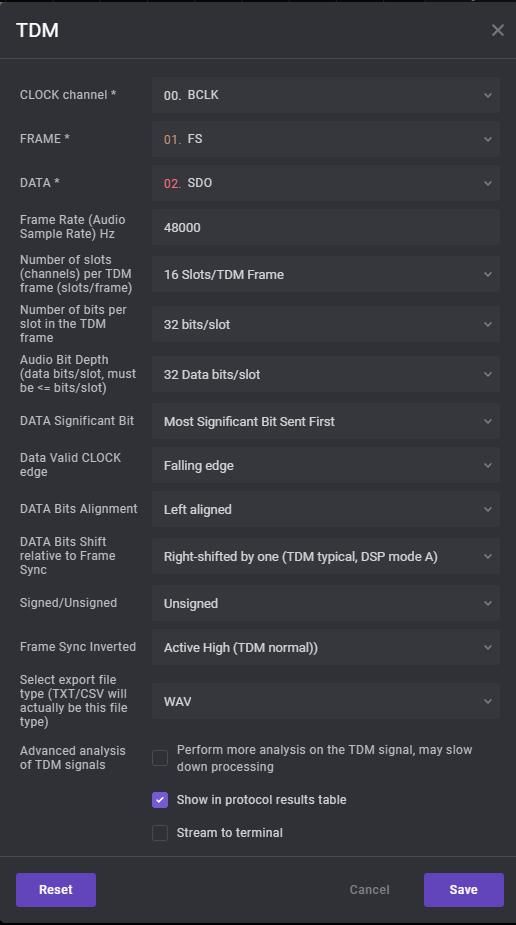 TDM
CLOCK channel *
00. BCLK
FRAME *
01. FS
DATA *
02. SDO
Frame Rate (Audio
Sample Rate) Hz
48000
Number of slots
(channels) per TDM
frame (slots/frame)
16 Slots/TDM Frame
Number of bits per
slot in the TDM
frame
32 bits/slot
Audio Bit Depth
(data bits/slot, must
be <= bits/slot)
32 Data bits/slot
DATA Significant Bit
Most Significant Bit Sent First
Data Valid CLOCK
edge
Falling edge
DATA Bits Alignment
Left aligned
DATA Bits Shift
relative to Frame
Sync
Right-shifted by one (TDM typical, DSP mode A)
Signed/Unsigned
Unsigned
Frame Sync Inverted
Active High (TDM normal))
Select export file
type (TXT/CSV will
actually be this file
type)
WAV
Advanced analysis
of TDM signals
Perform more analysis on the TDM signal, may slow
down processing
Show in protocol results table
Stream to terminal
Reset
Cancel
Save